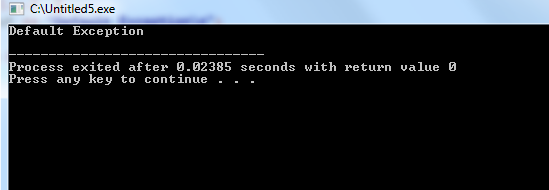 C:\Untitled5.exe
Default Exception
--------------------------------
Process exited after 0.02385 seconds with return value 0
Press any key to continue . . .